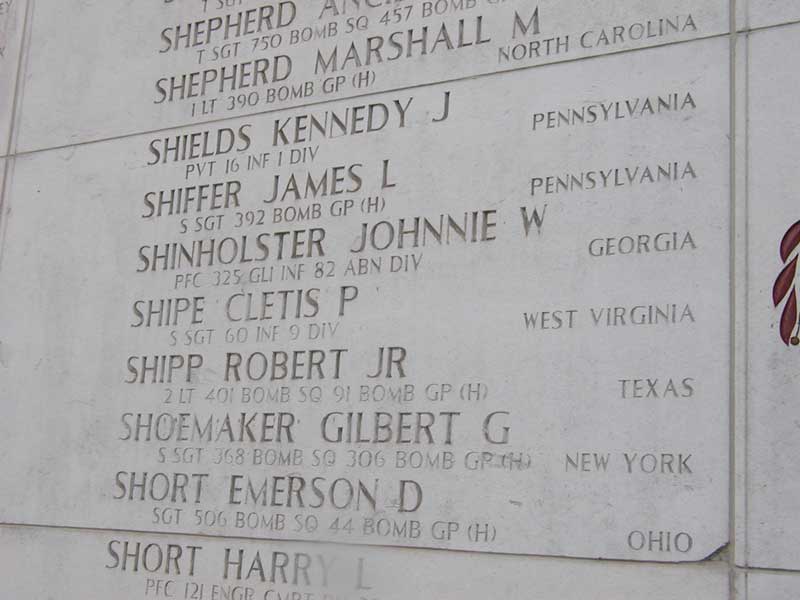 T SGT
SHEPHERD
T SGT 750 BOMB SQ 457 BOMB
SHEPHERD MARSHALL M NORTH CAROLINA
1 LT 390 BOMB GP (H)
SHIELDS KENNEDY J PENNSYLVANIA
PVT 16 INF 1 DIV
SHIFFER JAMES L PENNSYLVANIA
S SGT 392 BOMB GP (H)
SHINHOLSTER JOHNNIE W GEORGIA
PFC 325 GLI INF 82 ABN DIV
SHIPE CLETIS P WEST VIRGINIA
S SGT 60 INF 9 DIV
SHIPP ROBERT JR TEXAS
2 LT 401 BOMB SQ 91 BOMB GP (H)
SHOEMAKER GILBERT G NEW YORK
S SGT 368 BOMB SQ 306 BOMB GP (H)
SHORT EMERSON D OHIO
SGT 506 BOMB SQ 44 BOMB GP (H)
SHORT HARRY L
PFC 121 ENGR